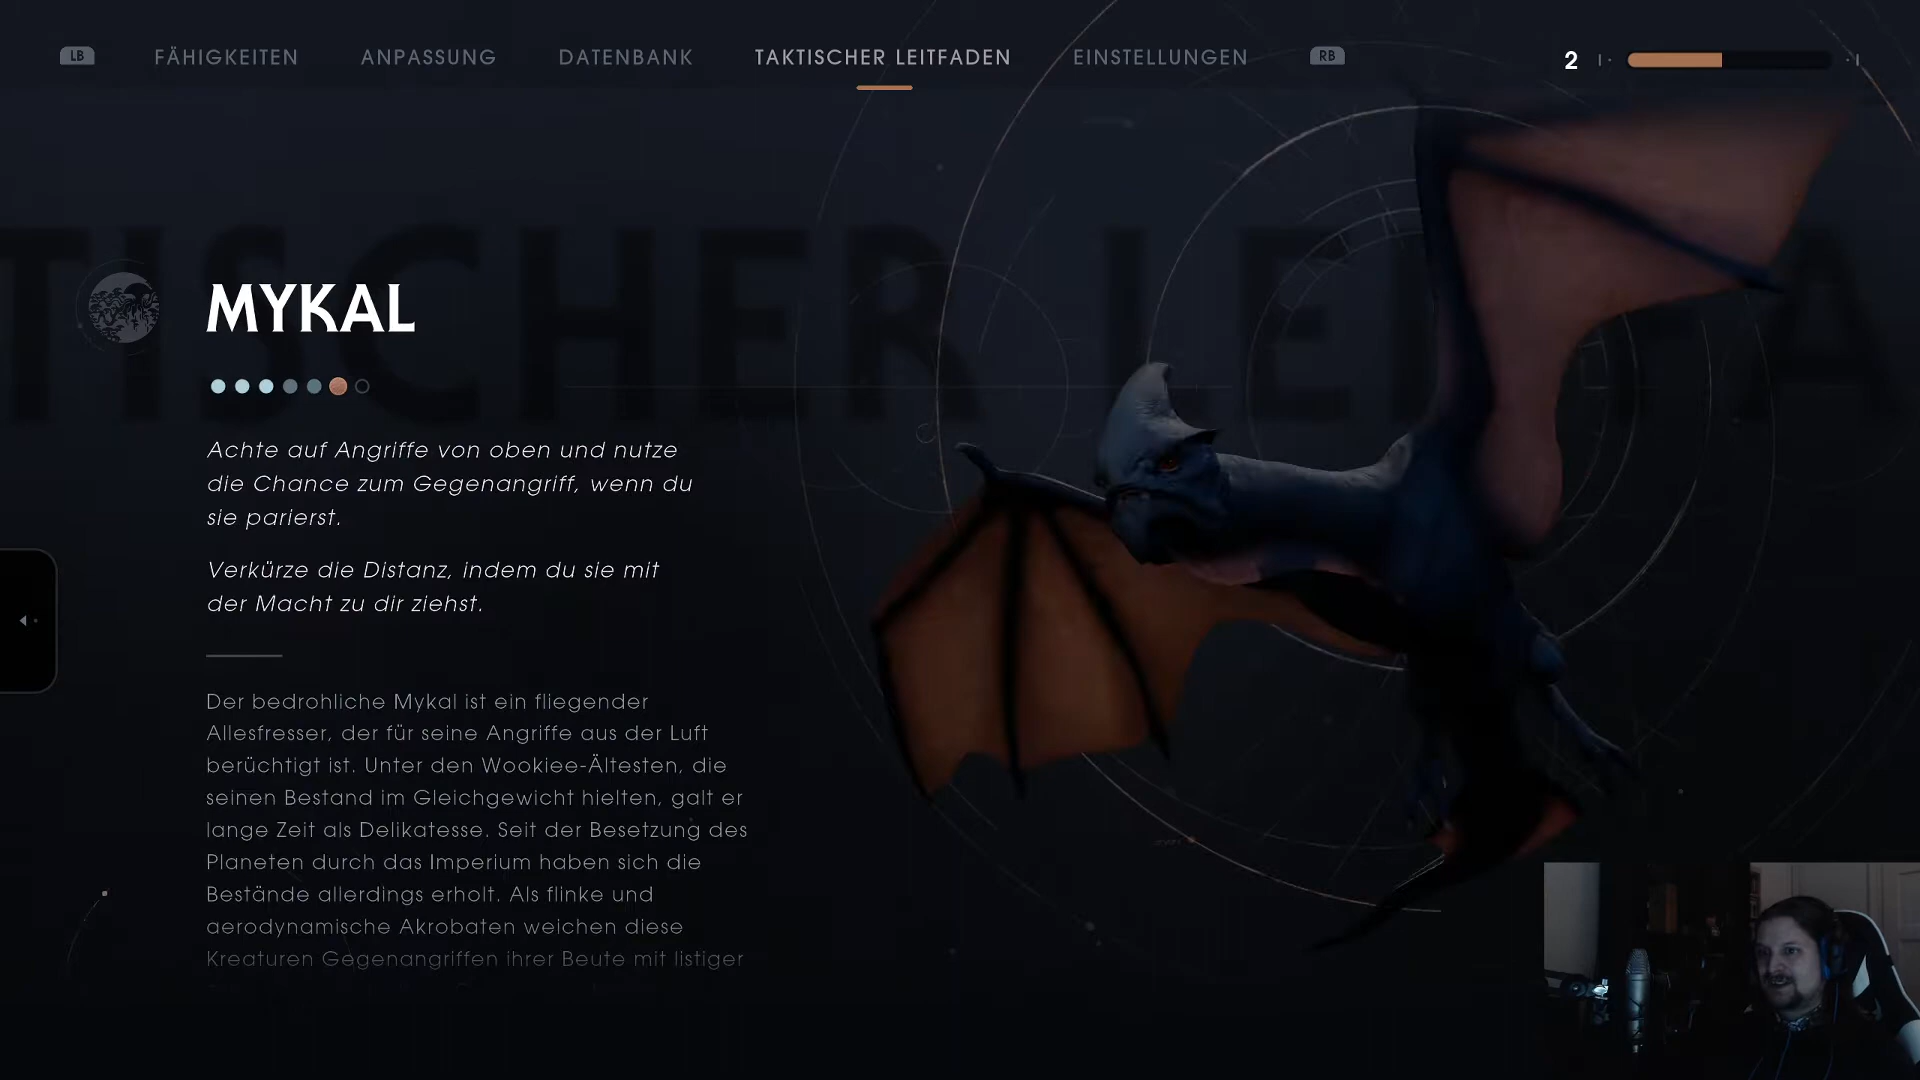 LB FÄHIGKEITEN ANPASSUNG DATENBANK TAKTISCHER LEITFADEN EINSTELLUNGEN RB 2
TISCHER LEITFA
MYKAL
Achte auf Angriffe von oben und nutze
die Chance zum Gegenangriff, wenn du
sie parierst.
Verkürze die Distanz, indem du sie mit
der Macht zu dir ziehst.
Der bedrohliche Mykal ist ein fliegender
Allesfresser, der für seine Angriffe aus der Luft
berüchtigt ist. Unter den Wookiee-Ältesten, die
seinen Bestand im Gleichgewicht hielten, galt er
lange Zeit als Delikatesse. Seit der Besetzung des
Planeten durch das Imperium haben sich die
Bestände allerdings erholt. Als flinke und
aerodynamische Akrobaten weichen diese
Kreaturen Gegenangriffen ihrer Beute mit listiger